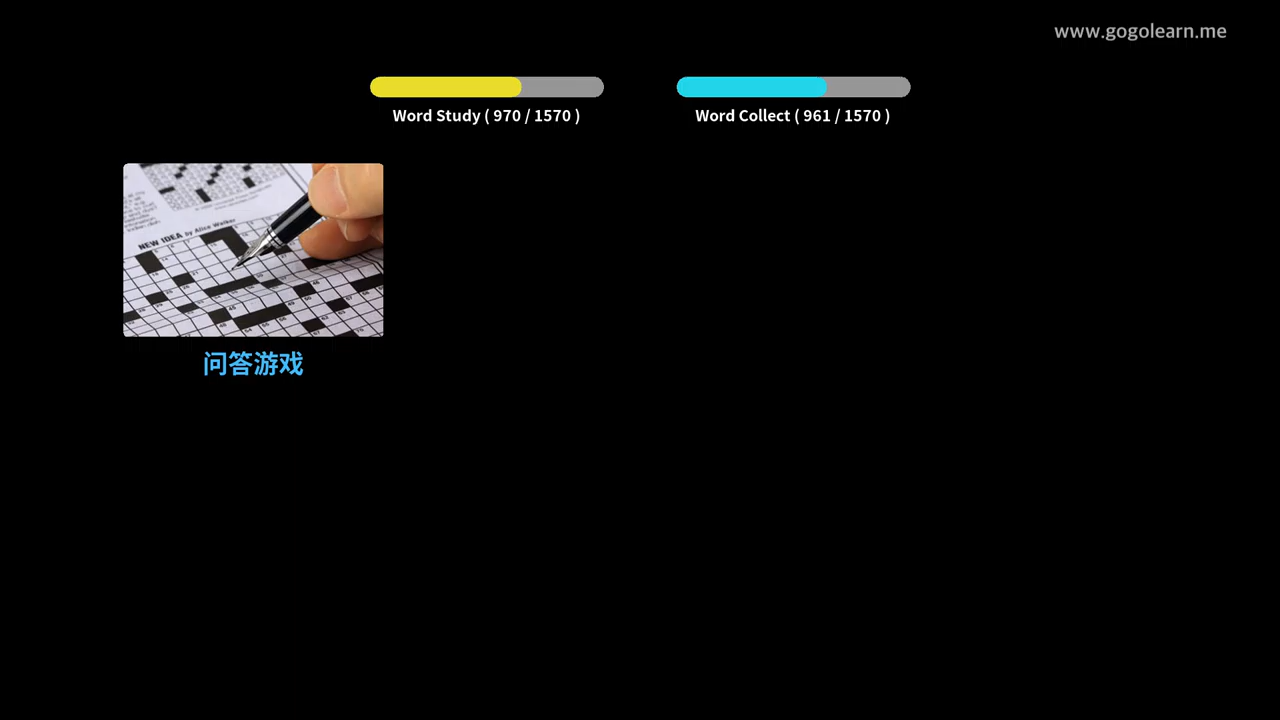 www.gogolearn.me
Word Study ( 970 / 1570 )
Word Collect ( 961 / 1570 )
NEW IDEA by Alice Walker
问答游戏